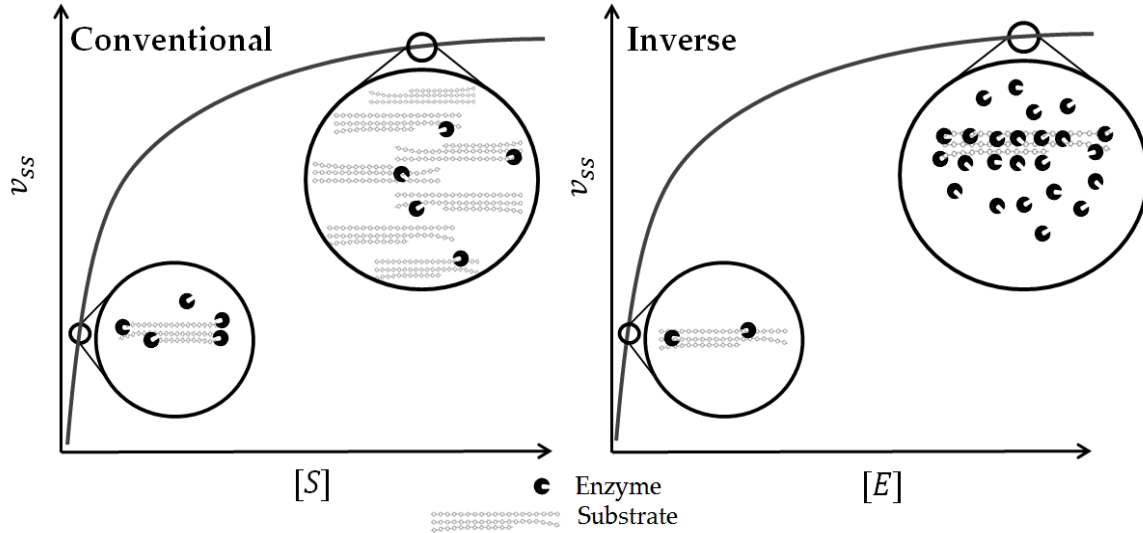 Conventional
Inverse
v_ss
v_ss
[S]
[E]
Enzyme
Substrate